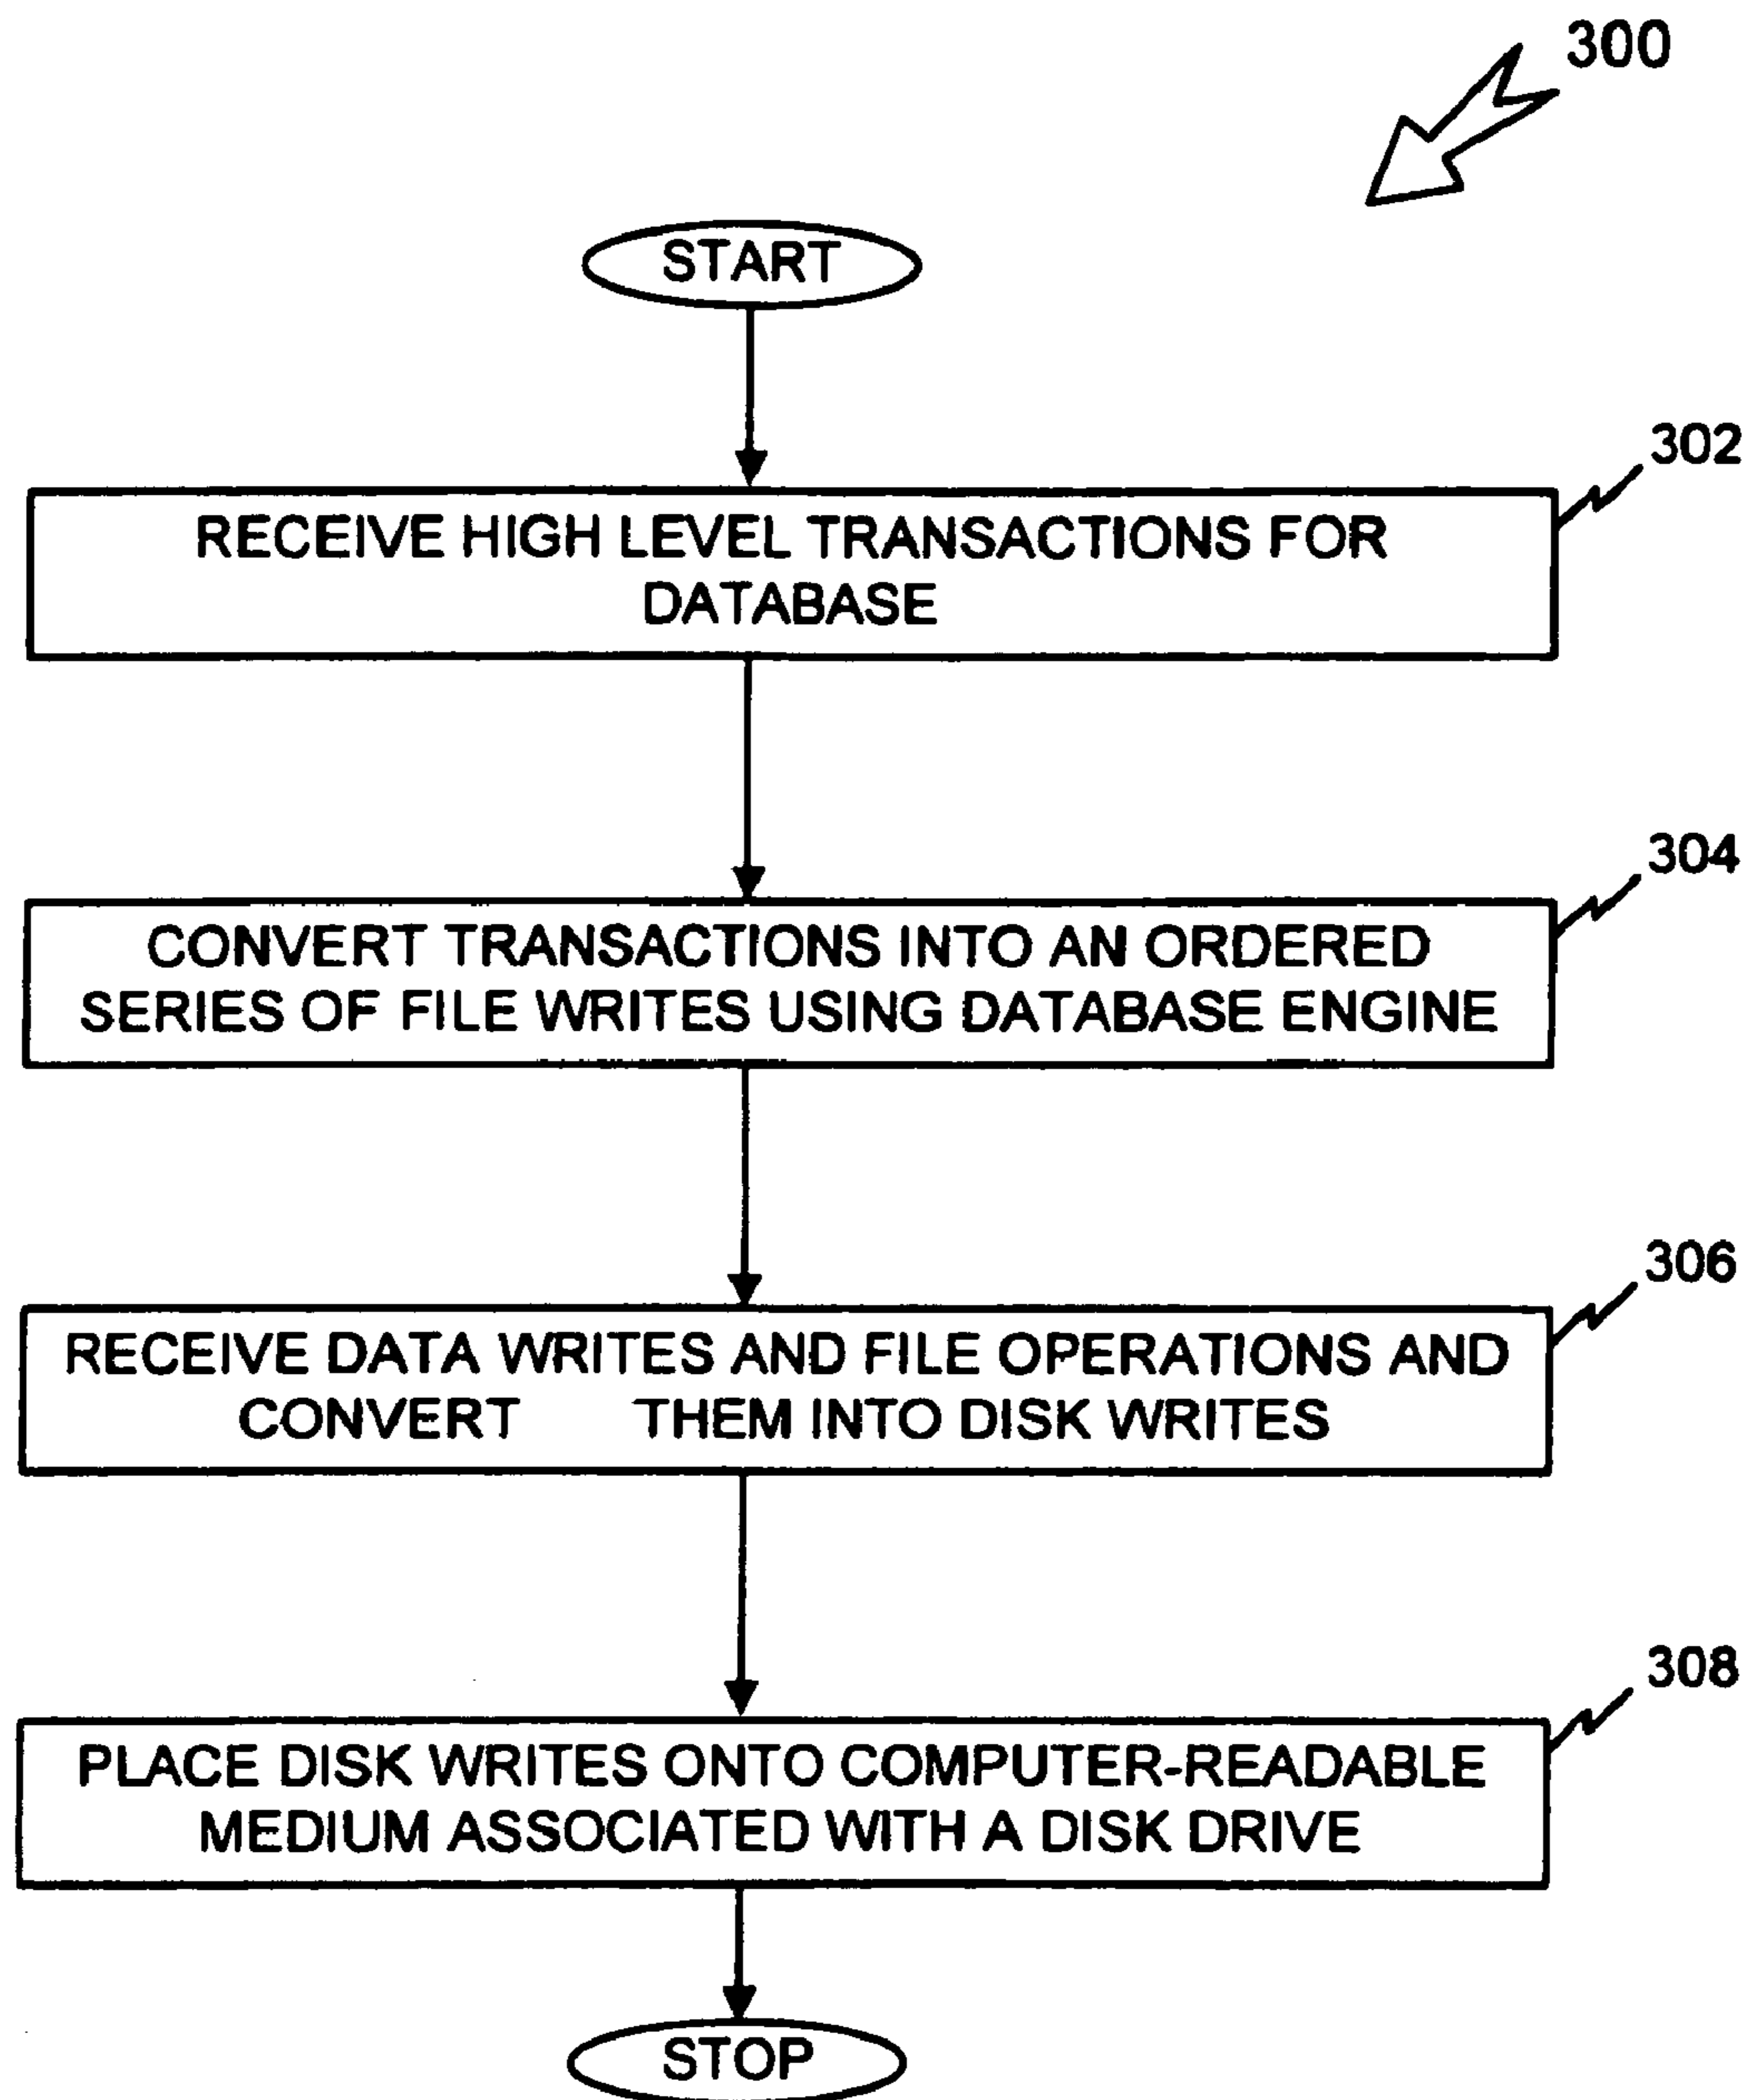 300
START
302
RECEIVE HIGH LEVEL TRANSACTIONS FOR
DATABASE
304
CONVERT TRANSACTIONS INTO AN ORDERED
SERIES OF FILE WRITES USING DATABASE ENGINE
306
RECEIVE DATA WRITES AND FILE OPERATIONS AND
CONVERT THEM INTO DISK WRITES
308
PLACE DISK WRITES ONTO COMPUTER-READABLE
MEDIUM ASSOCIATED WITH A DISK DRIVE
STOP